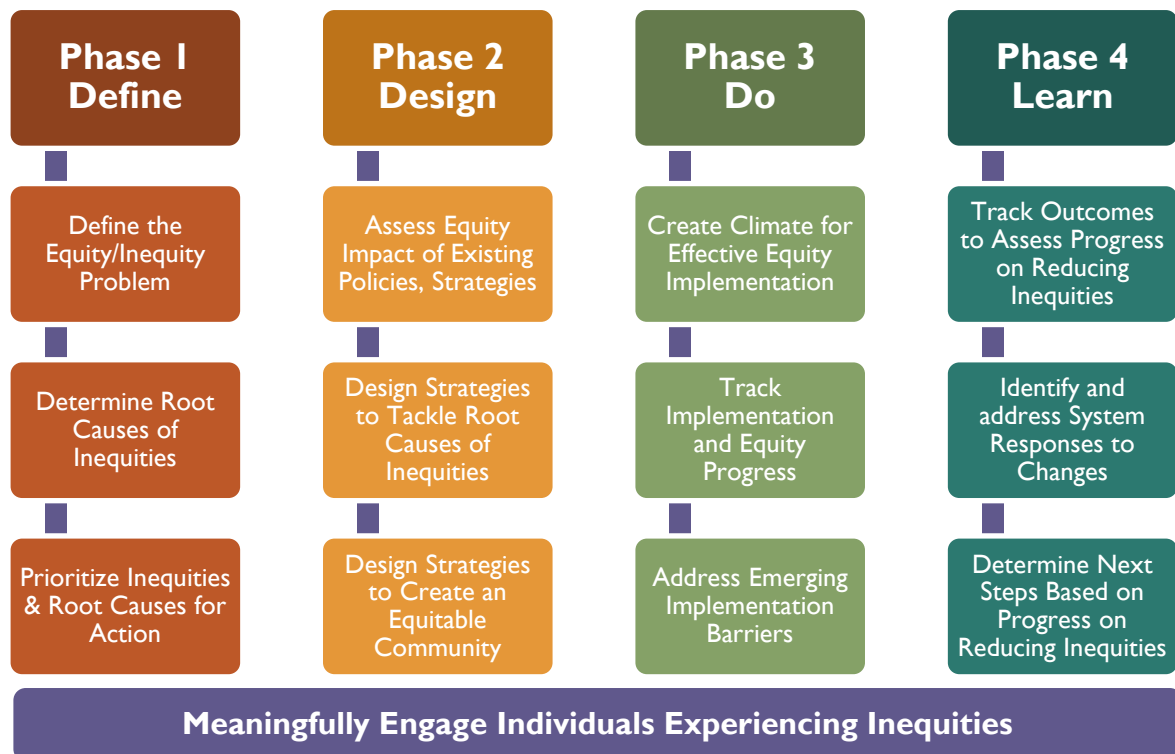 Phase 1
Define
Define the
Equity/Inequity
Problem
Determine Root
Causes of
Inequities
Prioritize Inequities
& Root Causes for
Action
Phase 2
Design
Assess Equity
Impact of Existing
Policies, Strategies
Design Strategies
to Tackle Root
Causes of
Inequities
Design Strategies
to Create an
Equitable
Community
Phase 3
Do
Create Climate for
Effective Equity
Implementation
Track
Implementation
and Equity
Progress
Address Emerging
Implementation
Barriers
Phase 4
Learn
Track Outcomes
to Assess Progress
on Reducing
Inequities
Identify and
address System
Responses to
Changes
Determine Next
Steps Based on
Progress on
Reducing Inequities
Meaningfully Engage Individuals Experiencing Inequities